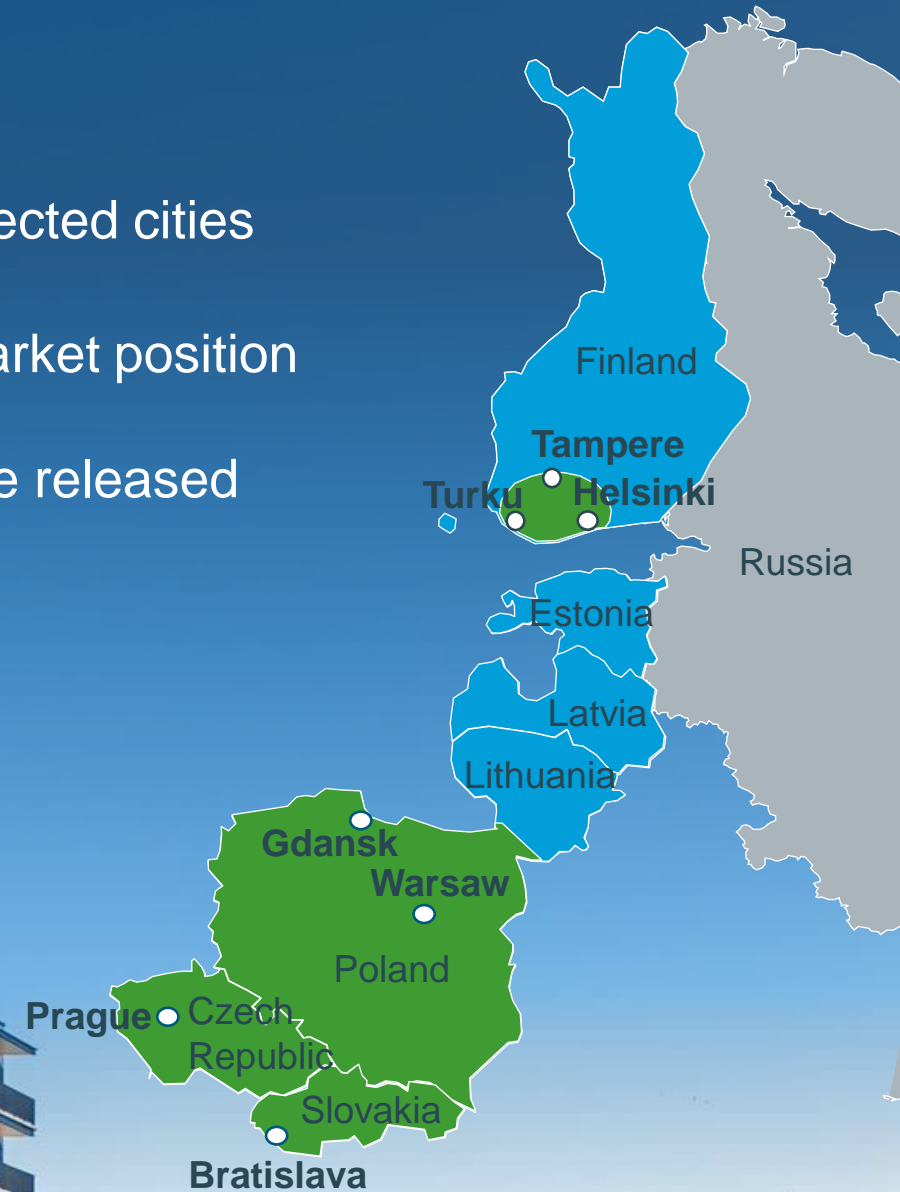 ected cities
arket position
e released
Finland
Tampere
Turku
Helsinki
Russia
Estonia
Latvia
Lithuania
Gdansk
Warsaw
Poland
Prague
Czech
Republic
Slovakia
Bratislava